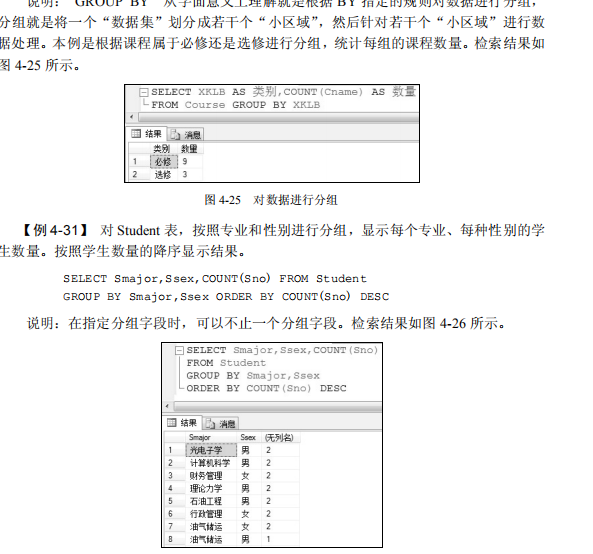 说明："GROUP BY" 从字面意义上理解就是根据 BY 指定的规则对数据进行分组，
分组就是将一个"数据集"划分成若干个"小区域"，然后针对若干个"小区域"进行数
据处理。本例是根据课程属于必修还是选修进行分组，统计每组的课程数量。检索结果如
图 4-25 所示。
SELECT XKLB AS 类别,COUNT(Cname) AS 数量
FROM Course GROUP BY XKLB
结果 消息
类别 数量
1 必修 9
2 选修 3
图 4-25 对数据进行分组
【例 4-31】 对 Student 表，按照专业和性别进行分组，显示每个专业、每种性别的学
生数量。按照学生数量的降序显示结果。
SELECT Smajor,Ssex,COUNT(Sno) FROM Student
GROUP BY Smajor,Ssex ORDER BY COUNT(Sno) DESC
说明：在指定分组字段时，可以不止一个分组字段。检索结果如图 4-26 所示。
SELECT Smajor,Ssex,COUNT(Sno)
FROM Student
GROUP BY Smajor,Ssex
ORDER BY COUNT(Sno) DESC
结果 消息
Smajor Ssex (无列名)
1 光电子学 男 2
2 计算机科学 男 2
3 财务管理 女 2
4 理论力学 男 2
5 石油工程 男 2
6 行政管理 女 2
7 油气储运 女 2
8 油气储运 男 1